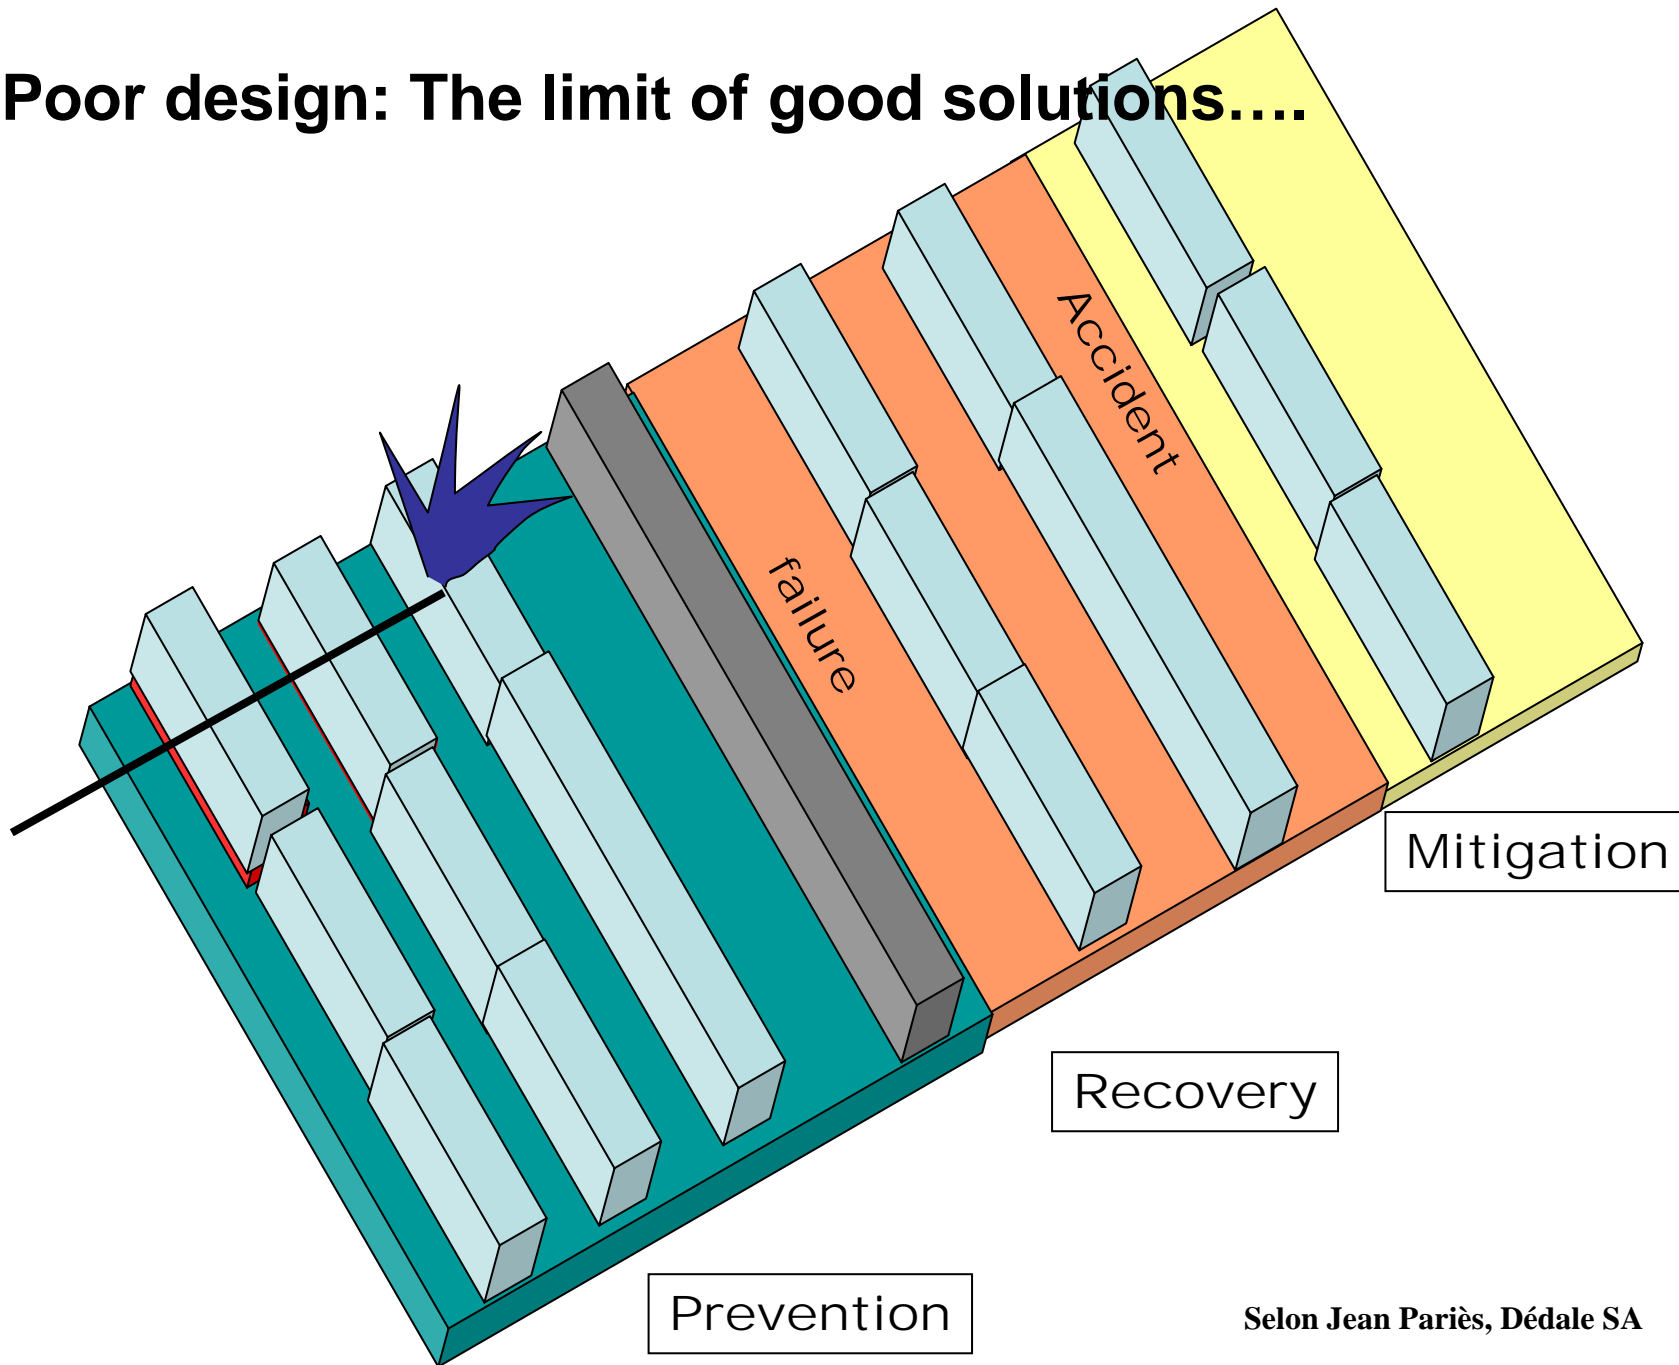 Poor design: The limit of good solutions….
Accident
failure
Mitigation
Recovery
Prevention
Selon Jean Pariès, Dédale SA